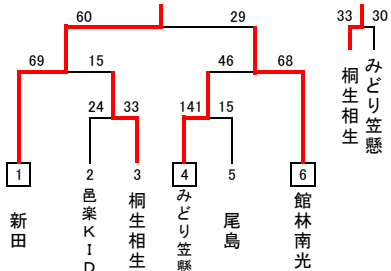 60 29 33 30
69 15 46 68
24 33 141 15
1 2 3 4 5 6
新田
邑楽KID
桐生相生
みどり笠懸
尾島
館林南光
桐生相生
みどり笠懸